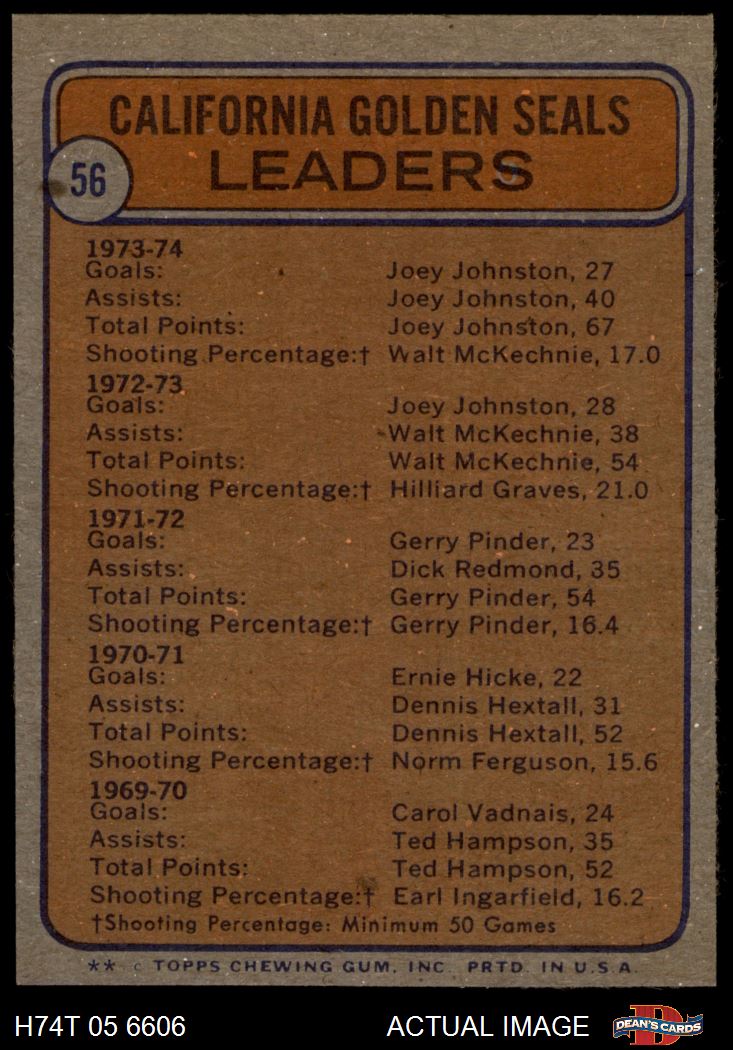 CALIFORNIA GOLDEN SEALS
LEADERS
56
1973-74
Goals: Joey Johnston, 27
Assists: Joey Johnston, 40
Total Points: Joey Johnston, 67
Shooting Percentage:† Walt McKechnie, 17.0
1972-73
Goals: Joey Johnston, 28
Assists: Walt McKechnie, 38
Total Points: Walt McKechnie, 54
Shooting Percentage:† Hilliard Graves, 21.0
1971-72
Goals: Gerry Pinder, 23
Assists: Dick Redmond, 35
Total Points: Gerry Pinder, 54
Shooting Percentage:† Gerry Pinder, 16.4
1970-71
Goals: Ernie Hicke, 22
Assists: Dennis Hextall, 31
Total Points: Dennis Hextall, 52
Shooting Percentage:† Norm Ferguson, 15.6
1969-70
Goals: Carol Vadnais, 24
Assists: Ted Hampson, 35
Total Points: Ted Hampson, 52
Shooting Percentage:† Earl Ingarfield, 16.2
†Shooting Percentage: Minimum 50 Games
** © TOPPS CHEWING GUM, INC. PRTD. IN U.S.A.
H74T 05 6606 ACTUAL IMAGE DEAN'S CARDS